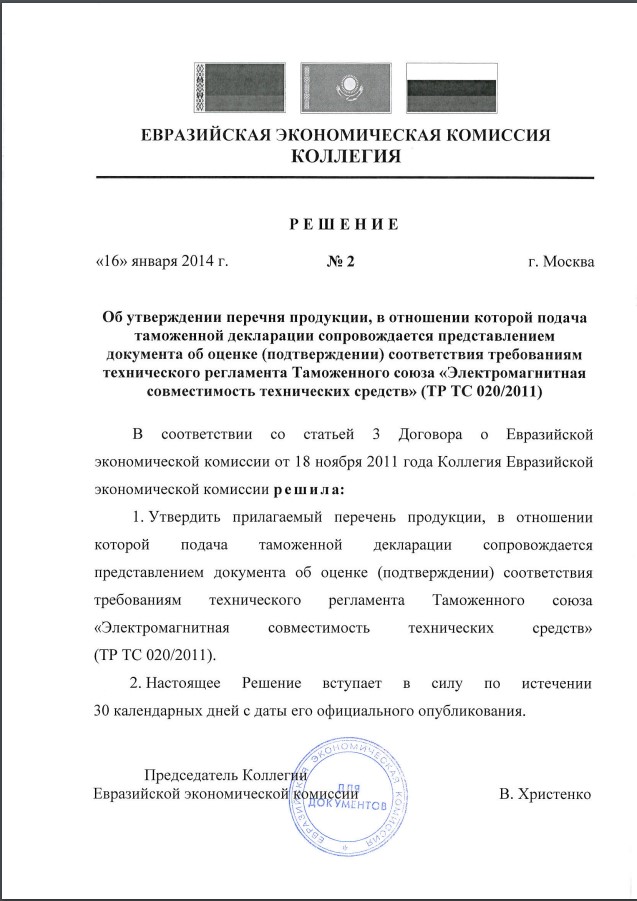 ЕВРАЗИЙСКАЯ ЭКОНОМИЧЕСКАЯ КОМИССИЯ
КОЛЛЕГИЯ
РЕШЕНИЕ
«16» января 2014 г. № 2 г. Москва
Об утверждении перечня продукции, в отношении которой подача
таможенной декларации сопровождается представлением
документа об оценке (подтверждении) соответствия требованиям
технического регламента Таможенного союза «Электромагнитная
совместимость технических средств» (ТР ТС 020/2011)
В соответствии со статьей 3 Договора о Евразийской
экономической комиссии от 18 ноября 2011 года Коллегия Евразийской
экономической комиссии решила:
1. Утвердить прилагаемый перечень продукции, в отношении
которой подача таможенной декларации сопровождается
представлением документа об оценке (подтверждении) соответствия
требованиям технического регламента Таможенного союза
«Электромагнитная совместимость технических средств»
(ТР ТС 020/2011).
2. Настоящее Решение вступает в силу по истечении
30 календарных дней с даты его официального опубликования.
Председатель Коллегии
Евразийской экономической комиссии В. Христенко
ЕВРАЗИЙСКАЯ ЭКОНОМИЧЕСКАЯ КОМИССИЯ
ДЛЯ
ДОКУМЕНТОВ